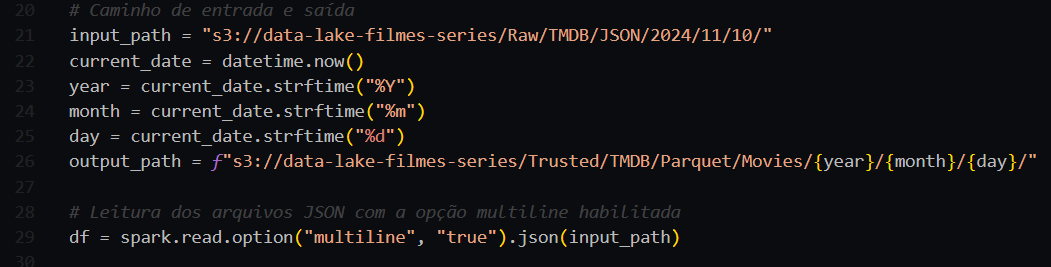 20 # Caminho de entrada e saída
21 input_path = "s3://data-lake-filmes-series/Raw/TMDB/JSON/2024/11/10/"
22 current_date = datetime.now()
23 year = current_date.strftime("%Y")
24 month = current_date.strftime("%m")
25 day = current_date.strftime("%d")
26 output_path = f"s3://data-lake-filmes-series/Trusted/TMDB/Parquet/Movies/{year}/{month}/{day}/"
27
28 # Leitura dos arquivos JSON com a opção multiline habilitada
29 df = spark.read.option("multiline", "true").json(input_path)
30